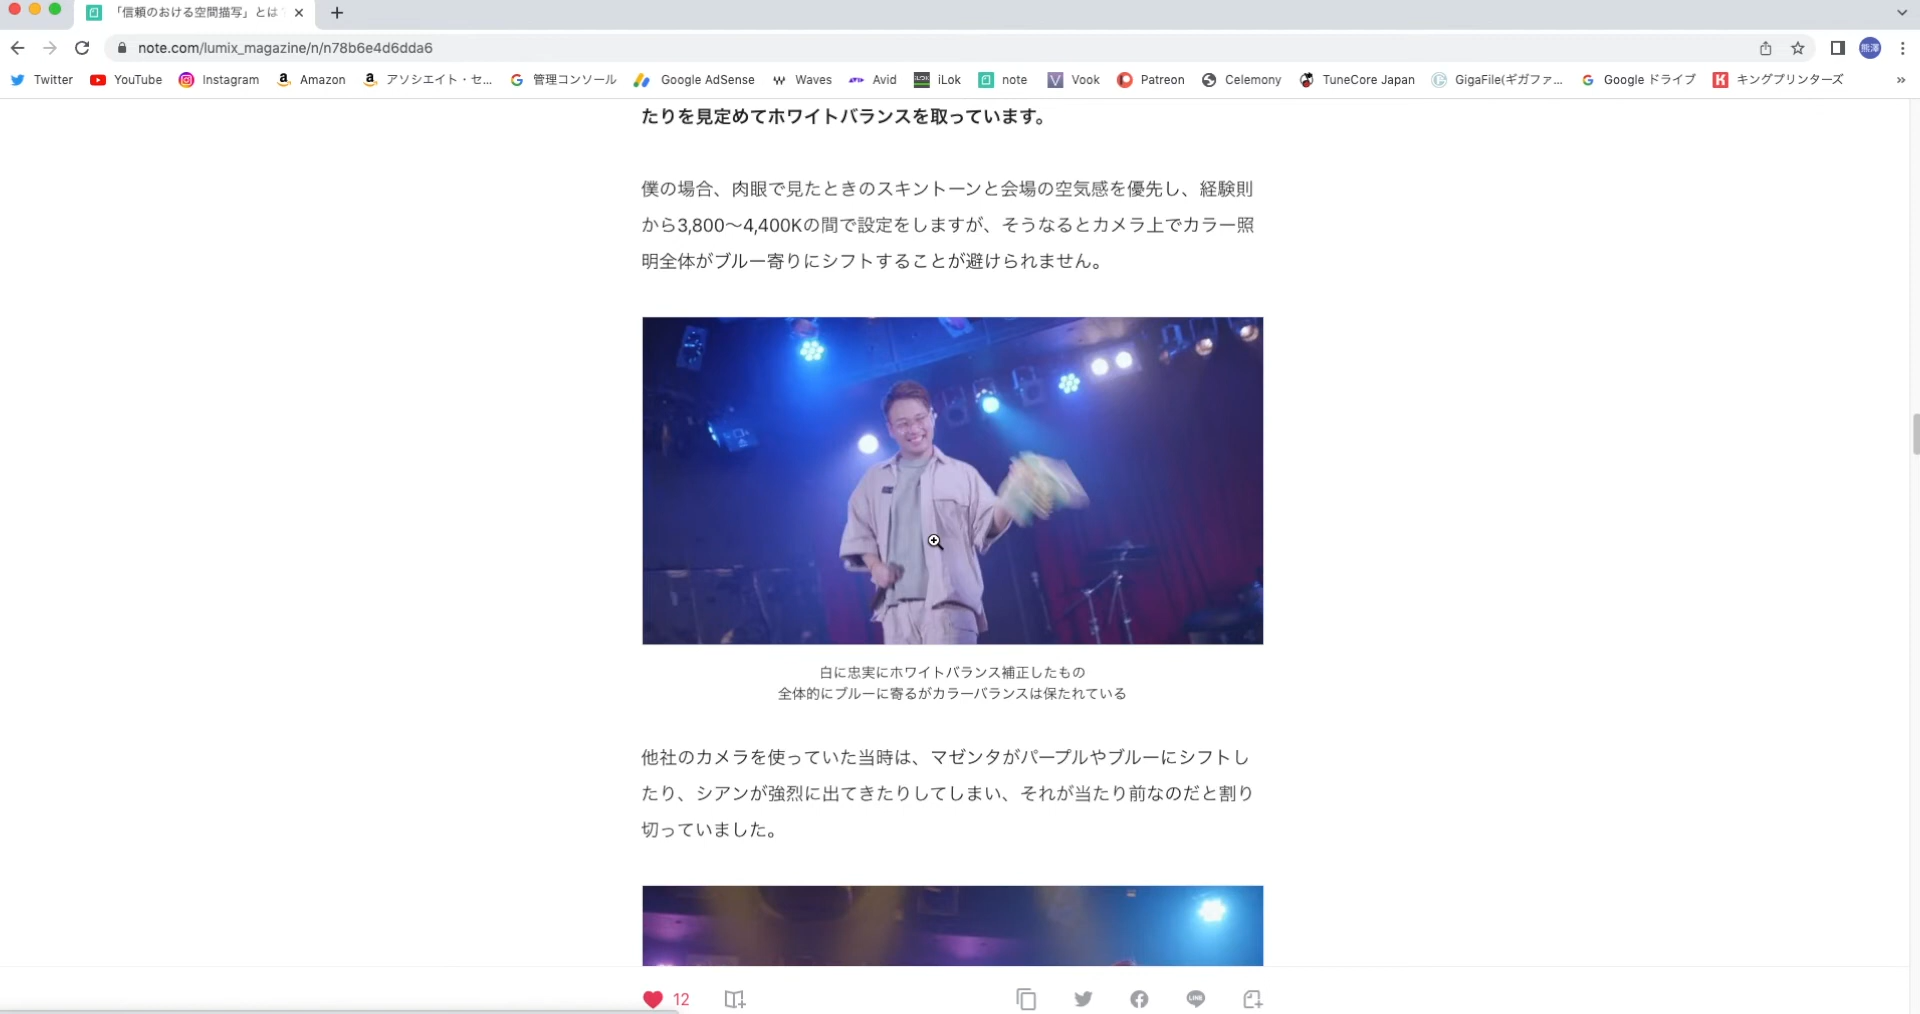 「信頼のおける空間描写」とは
note.com/lumix_magazine/n/n78b6e4d6dda6
熊澤
Twitter YouTube Instagram Amazon アソシエイト・セ... 管理コンソール Google AdSense Waves Avid iLok note Vook Patreon Celemony TuneCore Japan GigaFile(ギガファ... Google ドライブ キングプリンターズ »
たりを見定めてホワイトバランスを取っています。
僕の場合、肉眼で見たときのスキントーンと会場の空気感を優先し、経験則
から3,800〜4,400Kの間で設定をしますが、そうなるとカメラ上でカラー照
明全体がブルー寄りにシフトすることが避けられません。
白に忠実にホワイトバランス補正したもの
全体的にブルーに寄るがカラーバランスは保たれている
他社のカメラを使っていた当時は、マゼンタがパープルやブルーにシフトし
たり、シアンが強烈に出てきたりしてしまい、それが当たり前なのだと割り
切っていました。
12
LINE